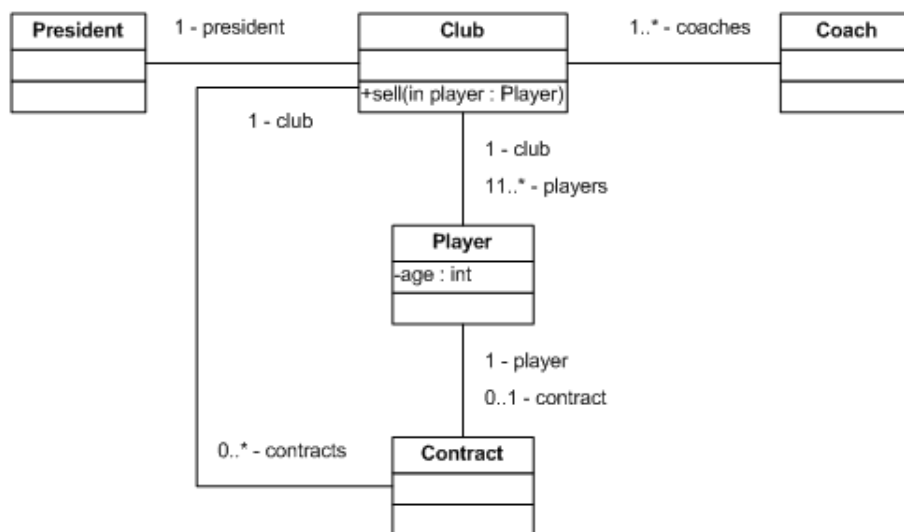 President
1 - president
Club
1..* - coaches
Coach
+sell(in player : Player)
1 - club
1 - club
11..* - players
Player
-age : int
1 - player
0..1 - contract
0..* - contracts
Contract